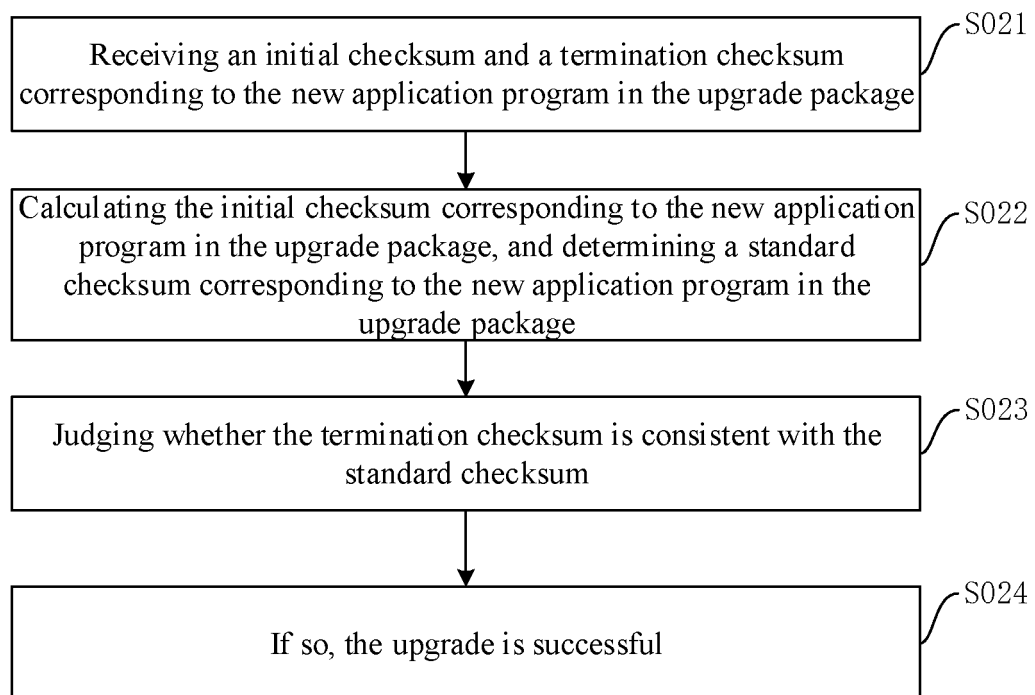 S021
Receiving an initial checksum and a termination checksum
corresponding to the new application program in the upgrade package
S022
Calculating the initial checksum corresponding to the new application
program in the upgrade package, and determining a standard
checksum corresponding to the new application program in the
upgrade package
S023
Judging whether the termination checksum is consistent with the
standard checksum
S024
If so, the upgrade is successful